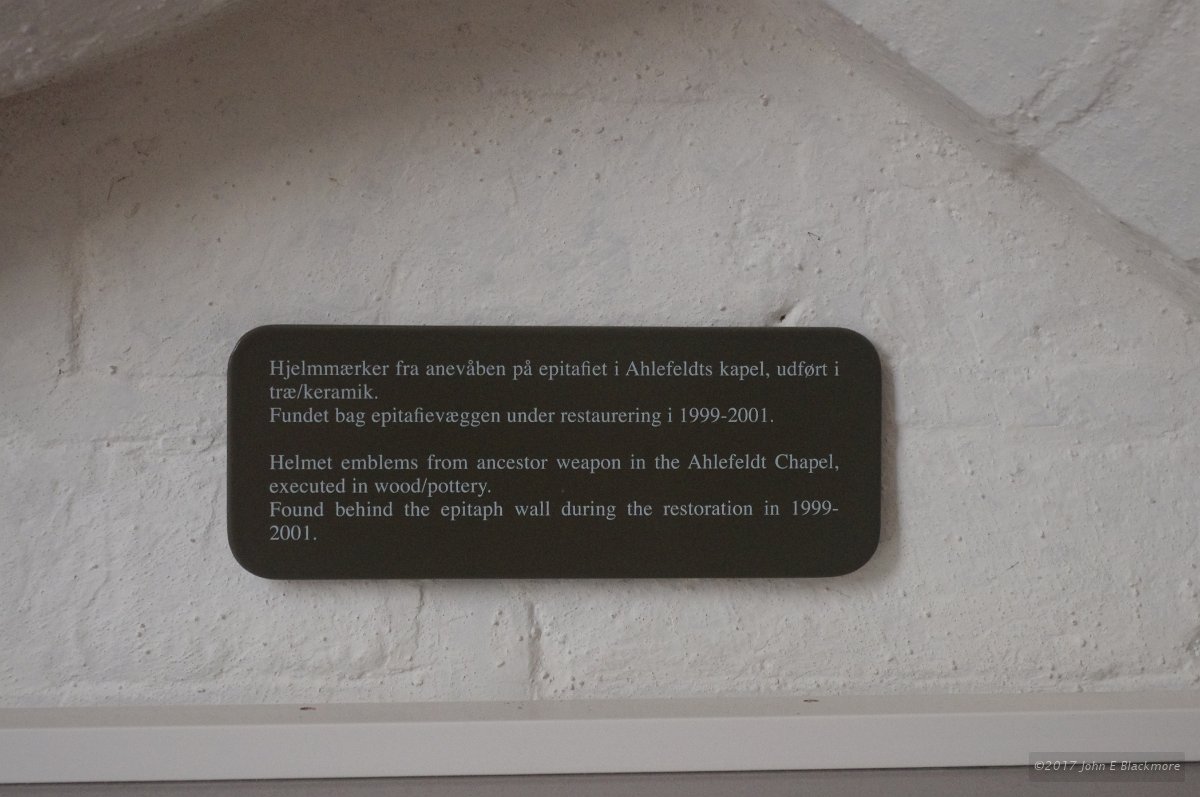 Hjelmmærker fra anevåben på epitafiet i Ahlefeldts kapel, udført i
træ/keramik.
Fundet bag epitafievæggen under restaurering i 1999-2001.
Helmet emblems from ancestor weapon in the Ahlefeldt Chapel,
executed in wood/pottery.
Found behind the epitaph wall during the restoration in 1999-
2001.
©2017 John E Blackmore